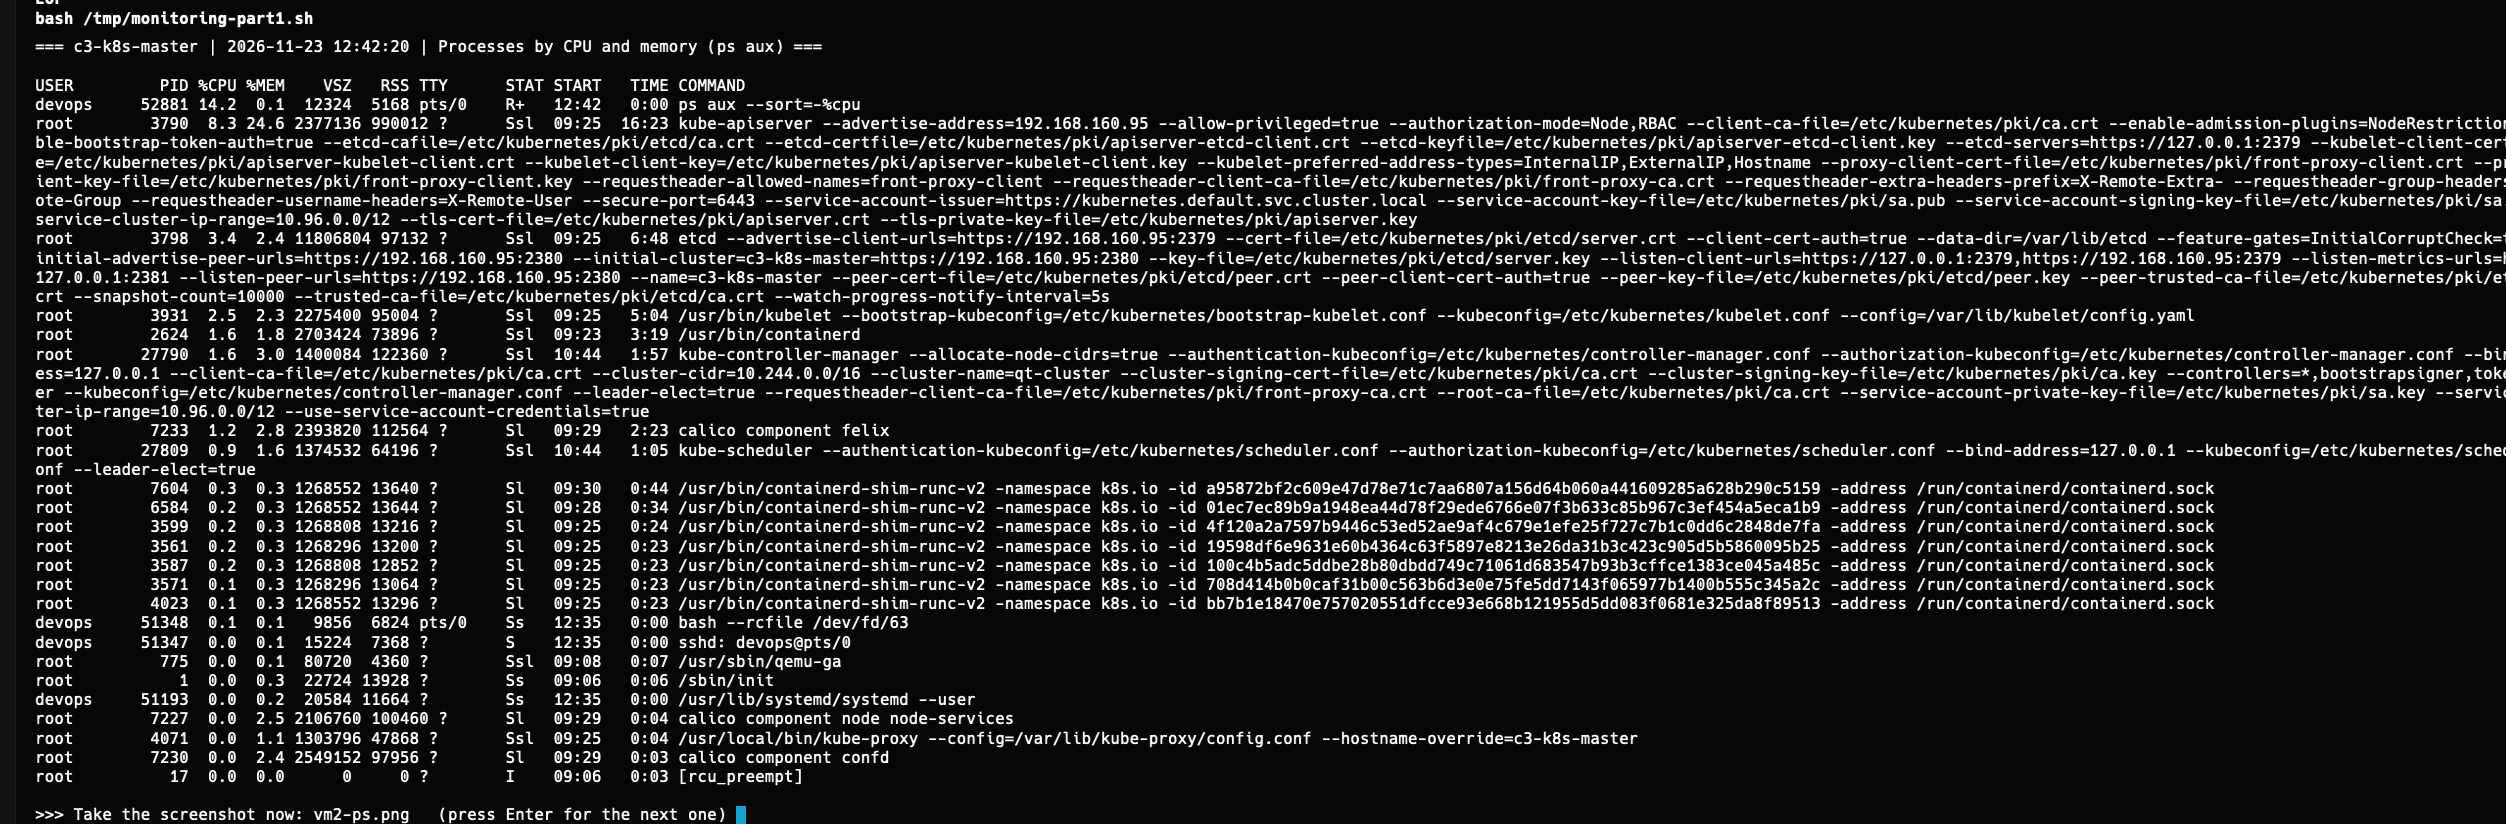 bash /tmp/monitoring-part1.sh
=== c3-k8s-master | 2026-11-23 12:42:20 | Processes by CPU and memory (ps aux) ===
USER         PID %CPU %MEM    VSZ   RSS TTY      STAT START   TIME COMMAND
devops     52881 14.2  0.1  12324  5168 pts/0    R+   12:42   0:00 ps aux --sort=-%cpu
root        3790  8.3 24.6 2377136 990012 ?      Ssl  09:25  16:23 kube-apiserver --advertise-address=192.168.160.95 --allow-privileged=true --authorization-mode=Node,RBAC --client-ca-file=/etc/kubernetes/pki/ca.crt --enable-admission-plugins=NodeRestriction
ble-bootstrap-token-auth=true --etcd-cafile=/etc/kubernetes/pki/etcd/ca.crt --etcd-certfile=/etc/kubernetes/pki/apiserver-etcd-client.crt --etcd-keyfile=/etc/kubernetes/pki/apiserver-etcd-client.key --etcd-servers=https://127.0.0.1:2379 --kubelet-client-cert
e=/etc/kubernetes/pki/apiserver-kubelet-client.crt --kubelet-client-key=/etc/kubernetes/pki/apiserver-kubelet-client.key --kubelet-preferred-address-types=InternalIP,ExternalIP,Hostname --proxy-client-cert-file=/etc/kubernetes/pki/front-proxy-client.crt --pr
ient-key-file=/etc/kubernetes/pki/front-proxy-client.key --requestheader-allowed-names=front-proxy-client --requestheader-client-ca-file=/etc/kubernetes/pki/front-proxy-ca.crt --requestheader-extra-headers-prefix=X-Remote-Extra- --requestheader-group-headers
ote-Group --requestheader-username-headers=X-Remote-User --secure-port=6443 --service-account-issuer=https://kubernetes.default.svc.cluster.local --service-account-key-file=/etc/kubernetes/pki/sa.pub --service-account-signing-key-file=/etc/kubernetes/pki/sa.
service-cluster-ip-range=10.96.0.0/12 --tls-cert-file=/etc/kubernetes/pki/apiserver.crt --tls-private-key-file=/etc/kubernetes/pki/apiserver.key
root        3798  3.4  2.4 11806804 97132 ?      Ssl  09:25   6:48 etcd --advertise-client-urls=https://192.168.160.95:2379 --cert-file=/etc/kubernetes/pki/etcd/server.crt --client-cert-auth=true --data-dir=/var/lib/etcd --feature-gates=InitialCorruptCheck=
initial-advertise-peer-urls=https://192.168.160.95:2380 --initial-cluster=c3-k8s-master=https://192.168.160.95:2380 --key-file=/etc/kubernetes/pki/etcd/server.key --listen-client-urls=https://127.0.0.1:2379,https://192.168.160.95:2379 --listen-metrics-urls=
127.0.0.1:2381 --listen-peer-urls=https://192.168.160.95:2380 --name=c3-k8s-master --peer-cert-file=/etc/kubernetes/pki/etcd/peer.crt --peer-client-cert-auth=true --peer-key-file=/etc/kubernetes/pki/etcd/peer.key --peer-trusted-ca-file=/etc/kubernetes/pki/et
crt --snapshot-count=10000 --trusted-ca-file=/etc/kubernetes/pki/etcd/ca.crt --watch-progress-notify-interval=5s
root        3931  2.5  2.3 2275400 95004 ?       Ssl  09:25   5:04 /usr/bin/kubelet --bootstrap-kubeconfig=/etc/kubernetes/bootstrap-kubelet.conf --kubeconfig=/etc/kubernetes/kubelet.conf --config=/var/lib/kubelet/config.yaml
root        2624  1.6  1.8 2703424 73896 ?       Ssl  09:23   3:19 /usr/bin/containerd
root       27790  1.6  3.0 1400084 122360 ?      Ssl  10:44   1:57 kube-controller-manager --allocate-node-cidrs=true --authentication-kubeconfig=/etc/kubernetes/controller-manager.conf --authorization-kubeconfig=/etc/kubernetes/controller-manager.conf --bin
ess=127.0.0.1 --client-ca-file=/etc/kubernetes/pki/ca.crt --cluster-cidr=10.244.0.0/16 --cluster-name=qt-cluster --cluster-signing-cert-file=/etc/kubernetes/pki/ca.crt --cluster-signing-key-file=/etc/kubernetes/pki/ca.key --controllers=*,bootstrapsigner,toke
er --kubeconfig=/etc/kubernetes/controller-manager.conf --leader-elect=true --requestheader-client-ca-file=/etc/kubernetes/pki/front-proxy-ca.crt --root-ca-file=/etc/kubernetes/pki/ca.crt --service-account-private-key-file=/etc/kubernetes/pki/sa.key --servic
ter-ip-range=10.96.0.0/12 --use-service-account-credentials=true
root        7233  1.2  2.8 2393820 112564 ?      Sl   09:29   2:23 calico component felix
root       27809  0.9  1.6 1374532 64196 ?       Ssl  10:44   1:05 kube-scheduler --authentication-kubeconfig=/etc/kubernetes/scheduler.conf --authorization-kubeconfig=/etc/kubernetes/scheduler.conf --bind-address=127.0.0.1 --kubeconfig=/etc/kubernetes/sched
onf --leader-elect=true
root        7604  0.3  0.3 1268552 13640 ?       Sl   09:30   0:44 /usr/bin/containerd-shim-runc-v2 -namespace k8s.io -id a95872bf2c609e47d78e71c7aa6807a156d64b060a441609285a628b290c5159 -address /run/containerd/containerd.sock
root        6584  0.2  0.3 1268552 13644 ?       Sl   09:28   0:34 /usr/bin/containerd-shim-runc-v2 -namespace k8s.io -id 01ec7ec89b9a1948ea44d78f29ede6766e07f3b633c85b967c3ef454a5eca1b9 -address /run/containerd/containerd.sock
root        3599  0.2  0.3 1268808 13216 ?       Sl   09:25   0:24 /usr/bin/containerd-shim-runc-v2 -namespace k8s.io -id 4f120a2a7597b9446c53ed52ae9af4c679e1efe25f727c7b1c0dd6c2848de7fa -address /run/containerd/containerd.sock
root        3561  0.2  0.3 1268296 13200 ?       Sl   09:25   0:23 /usr/bin/containerd-shim-runc-v2 -namespace k8s.io -id 19598df6e9631e60b4364c63f5897e8213e26da31b3c423c905d5b5860095b25 -address /run/containerd/containerd.sock
root        3587  0.2  0.3 1268808 12852 ?       Sl   09:25   0:23 /usr/bin/containerd-shim-runc-v2 -namespace k8s.io -id 100c4b5adc5ddbe28b80dbdd749c71061d683547b93b3cffce1383ce045a485c -address /run/containerd/containerd.sock
root        3571  0.1  0.3 1268296 13064 ?       Sl   09:25   0:23 /usr/bin/containerd-shim-runc-v2 -namespace k8s.io -id 708d414b0b0caf31b00c563b6d3e0e75fe5dd7143f065977b1400b555c345a2c -address /run/containerd/containerd.sock
root        4023  0.1  0.3 1268552 13296 ?       Sl   09:25   0:23 /usr/bin/containerd-shim-runc-v2 -namespace k8s.io -id bb7b1e18470e757020551dfcce93e668b121955d5dd083f0681e325da8f89513 -address /run/containerd/containerd.sock
devops     51348  0.1  0.1   9856  6824 pts/0    Ss   12:35   0:00 bash --rcfile /dev/fd/63
devops     51347  0.0  0.1  15224  7368 ?        S    12:35   0:00 sshd: devops@pts/0
root         775  0.0  0.1  80720  4360 ?        Ssl  09:08   0:07 /usr/sbin/qemu-ga
root           1  0.0  0.3  22724 13928 ?        Ss   09:06   0:06 /sbin/init
devops     51193  0.0  0.2  20584 11664 ?        Ss   12:35   0:00 /usr/lib/systemd/systemd --user
root        7227  0.0  2.5 2106760 100460 ?      Sl   09:29   0:04 calico component node node-services
root        4071  0.0  1.1 1303796 47868 ?       Ssl  09:25   0:04 /usr/local/bin/kube-proxy --config=/var/lib/kube-proxy/config.conf --hostname-override=c3-k8s-master
root        7230  0.0  2.4 2549152 97956 ?       Sl   09:29   0:03 calico component confd
root          17  0.0  0.0      0     0 ?        I    09:06   0:03 [rcu_preempt]
>>> Take the screenshot now: vm2-ps.png   (press Enter for the next one)